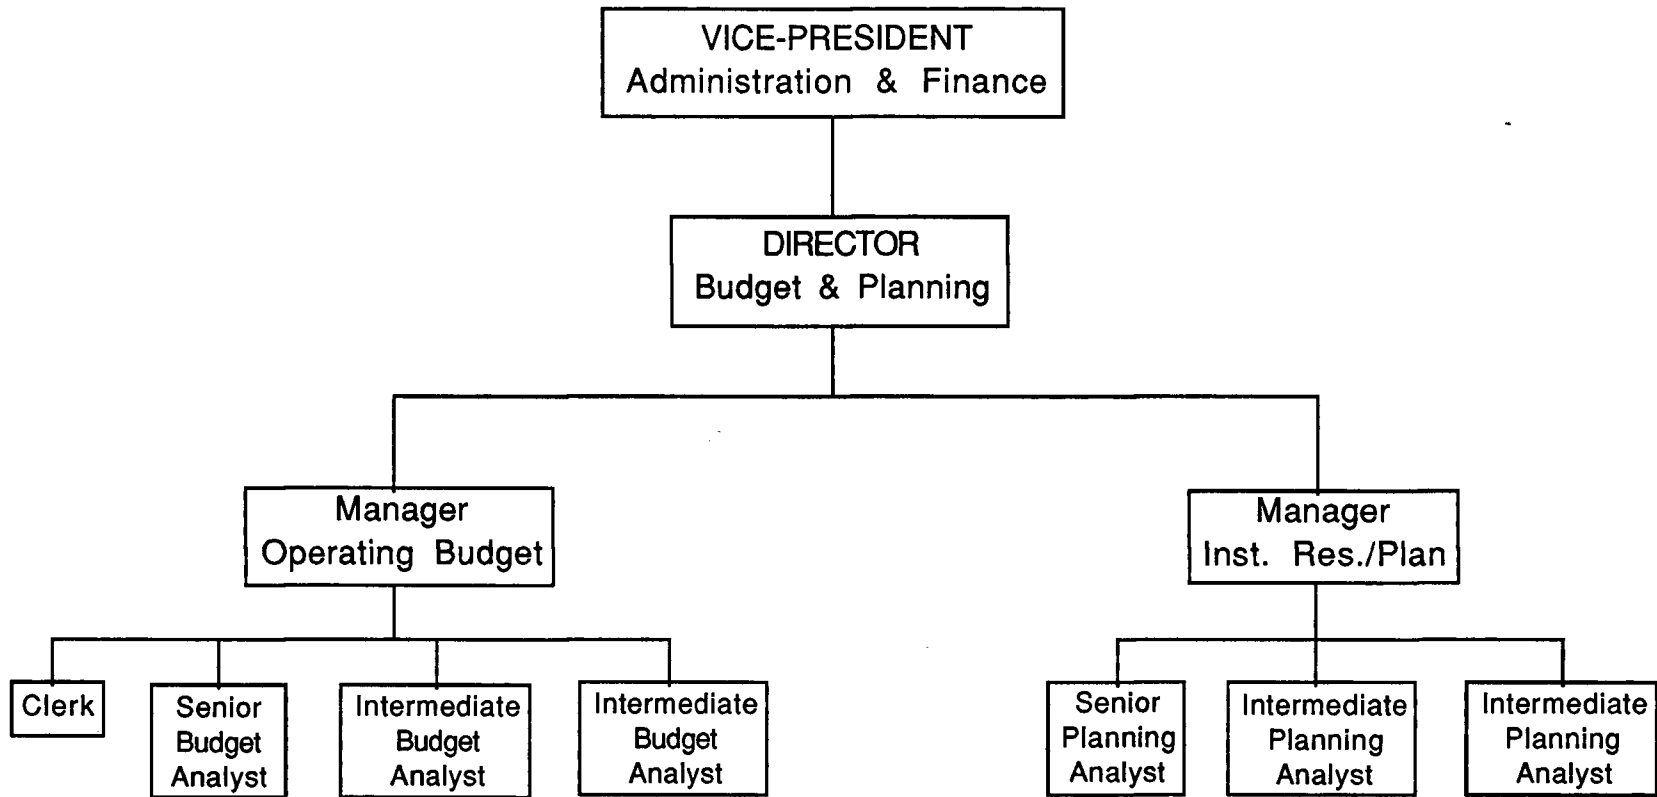 VICE-PRESIDENT
Administration & Finance
DIRECTOR
Budget & Planning
Manager
Operating Budget
Manager
Inst. Res./Plan
Clerk
Senior
Budget
Analyst
Intermediate
Budget
Analyst
Intermediate
Budget
Analyst
Senior
Planning
Analyst
Intermediate
Planning
Analyst
Intermediate
Planning
Analyst